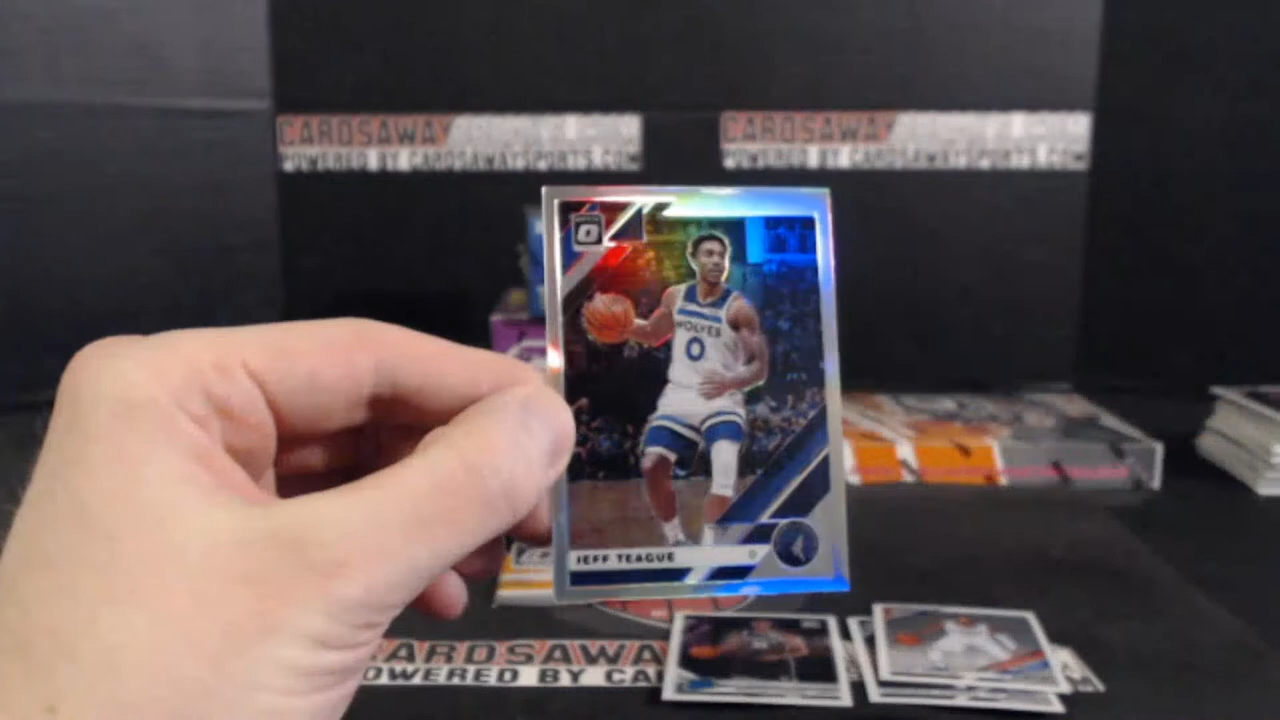 CARDSAWAY
POWERED BY CARDSAWAYSPORTS.COM
CARDSAWAY
POWERED BY CARDSAWAYSPORTS.COM
O
WOLVES
0
JEFF TEAGUE
CARDSAWA
POWERED BY CA